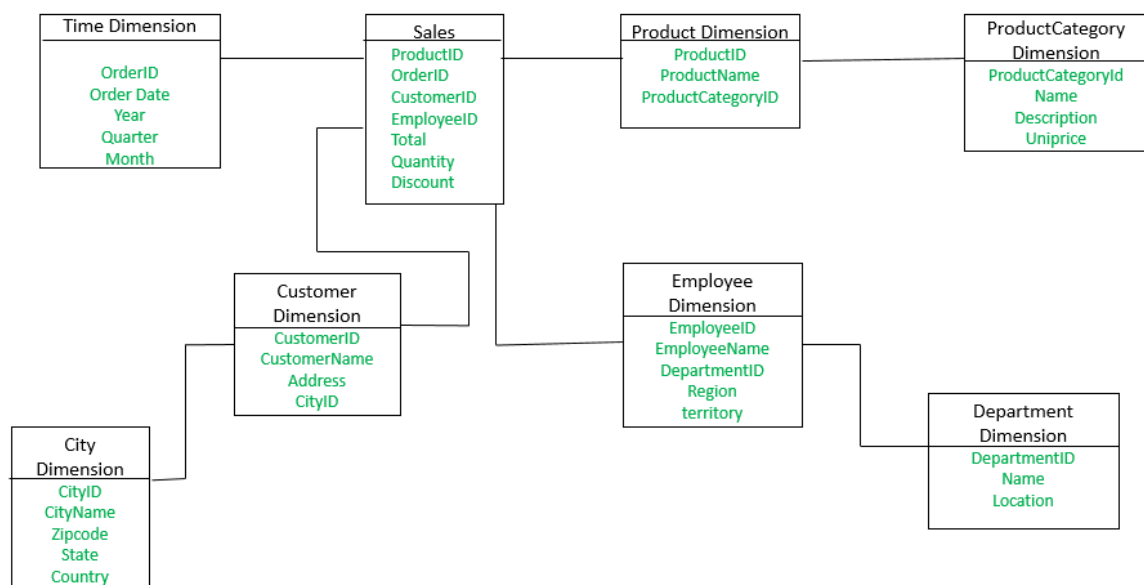 Time Dimension
OrderID
Order Date
Year
Quarter
Month
Sales
ProductID
OrderID
CustomerID
EmployeeID
Total
Quantity
Discount
Product Dimension
ProductID
ProductName
ProductCategoryID
ProductCategory
Dimension
ProductCategoryId
Name
Description
Uniprice
Customer
Dimension
CustomerID
CustomerName
Address
CityID
Employee
Dimension
EmployeeID
EmployeeName
DepartmentID
Region
territory
City
Dimension
CityID
CityName
Zipcode
State
Country
Department
Dimension
DepartmentID
Name
Location